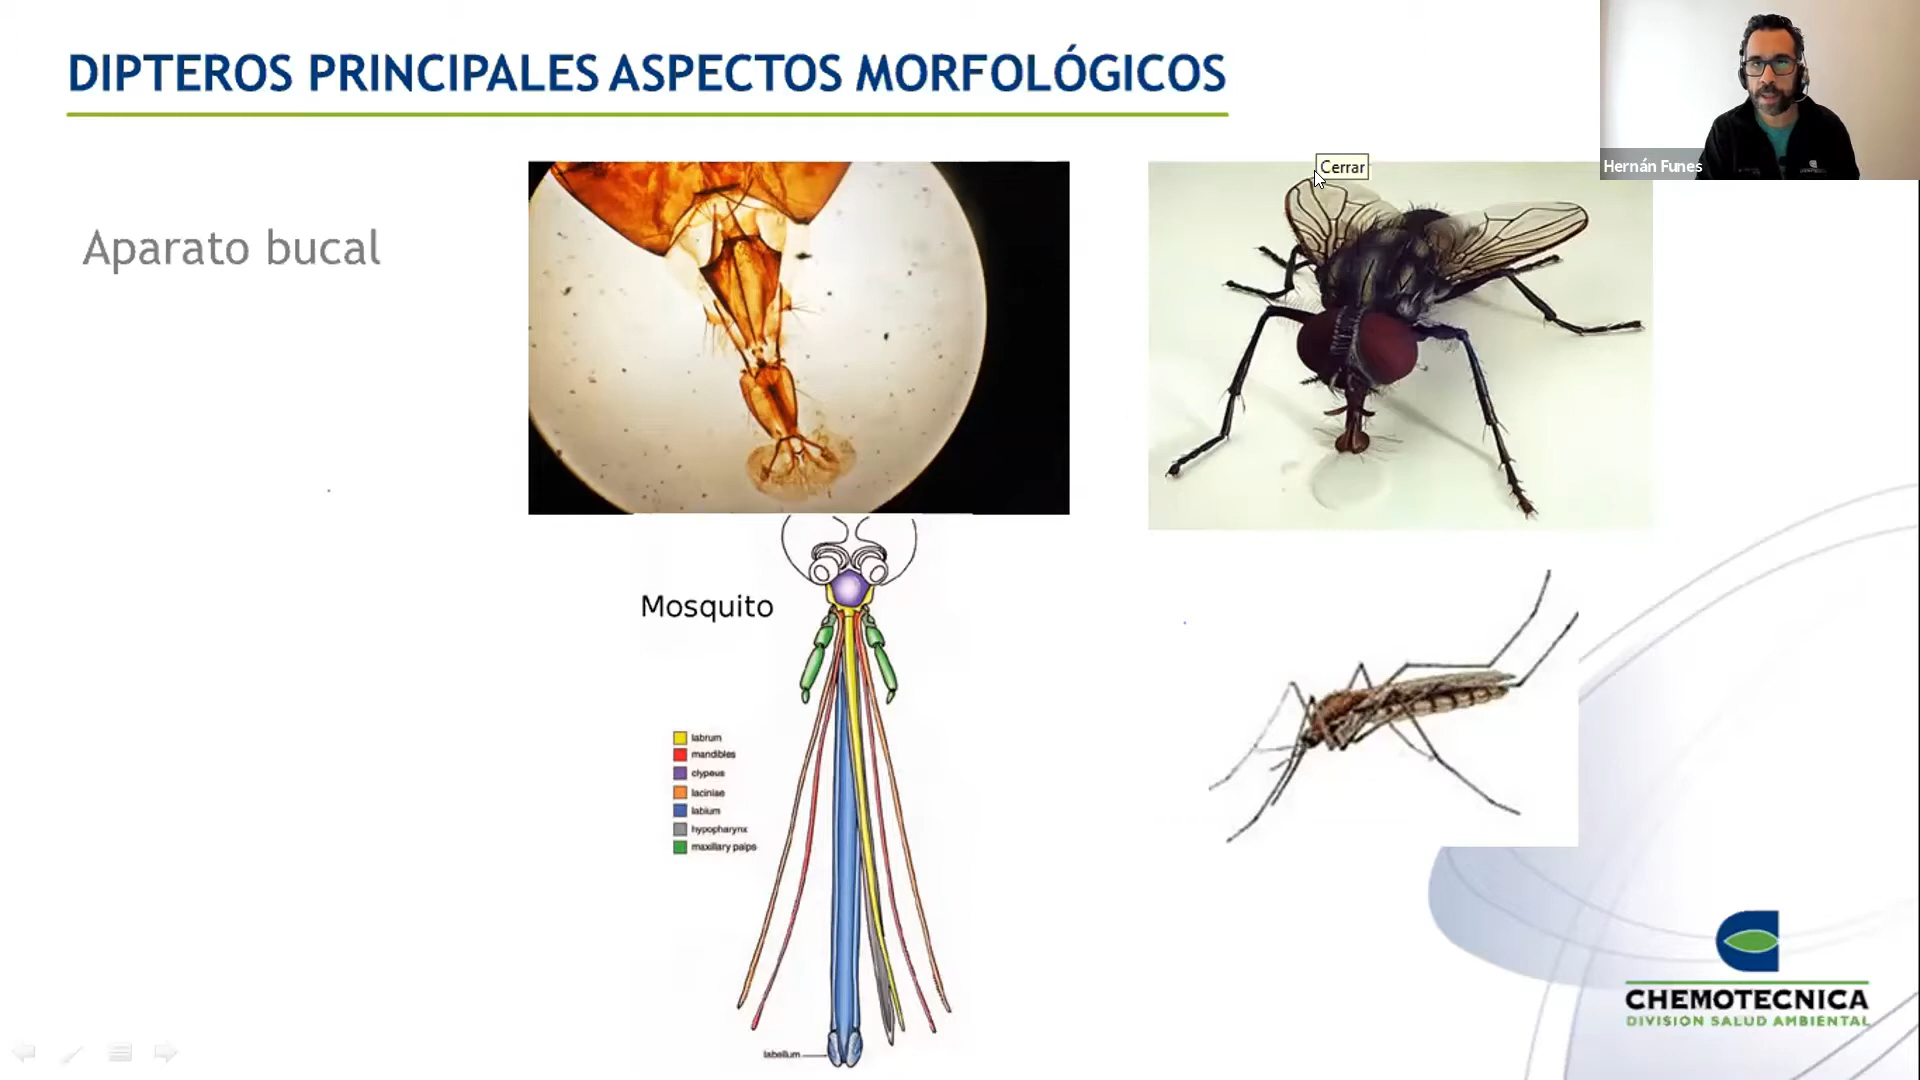 DIPTEROS PRINCIPALES ASPECTOS MORFOLÓGICOS
Cerrar
Hernán Funes
Aparato bucal
Mosquito
labrum
mandibles
clypeus
laciniae
labium
hypopharynx
maxillary palps
labellum
CHEMOTECNICA
DIVISION SALUD AMBIENTAL